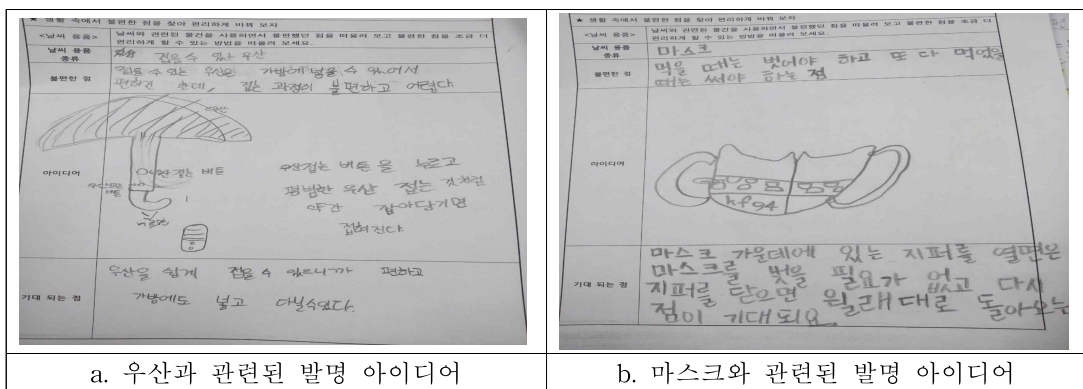 ★ 생활 속에서 불편한 점을 찾아 편리하게 바꿔 보자
<날씨 용품>
날씨와 관련된 물건을 사용하면서 불편했던 점을 떠올려 보고 불편한 점을 조금 더
편리하게 할 수 있는 방법을 떠올려 보세요.
날씨 용품
종류
접을 수 있는 우산
불편한 점
접을 수 있는 우산은 가방에 넣을 수 있어서
편하긴 한데, 접는 과정이 불편하고 어렵다
아이디어
우산접는 버튼
우산접는 버튼을 누르고
평범한 우산 접는 것처럼
약간 잡아당기면
접혀진다
기대 되는 점
우산을 쉽게 접을 수 있으니까 편하고
가방에도 넣고 다닐수있다.
★ 생활 속에서 불편한 점을 찾아 편리하게 바꿔 보자
<날씨 용품>
날씨와 관련된 물건을 사용하면서 불편했던 점을 떠올려 보고 불편한 점을 조금 더
편리하게 할 수 있는 방법을 떠올려 보세요.
날씨 용품
종류
마스크
불편한 점
먹을 때는 벗어야 하고 또 다 먹었을
때는 써야 하는 점
아이디어
kf94
기대 되는 점
마스크 가운데에 있는 지퍼를 열면은
마스크를 벗을 필요가 없고 다시
지퍼를 닫으면 원래대로 돌아오는
점이 기대되요.
a. 우산과 관련된 발명 아이디어
b. 마스크와 관련된 발명 아이디어